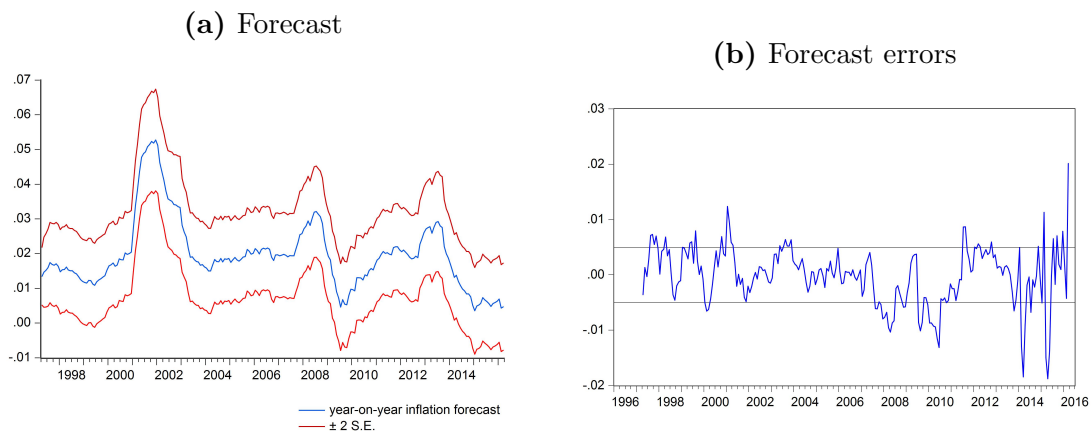 (a) Forecast
.07
.06
.05
.04
.03
.02
.01
.00
-.01
1998 2000 2002 2004 2006 2008 2010 2012 2014
year-on-year inflation forecast
± 2 S.E.
(b) Forecast errors
.03
.02
.01
.00
-.01
-.02
1996 1998 2000 2002 2004 2006 2008 2010 2012 2014 2016